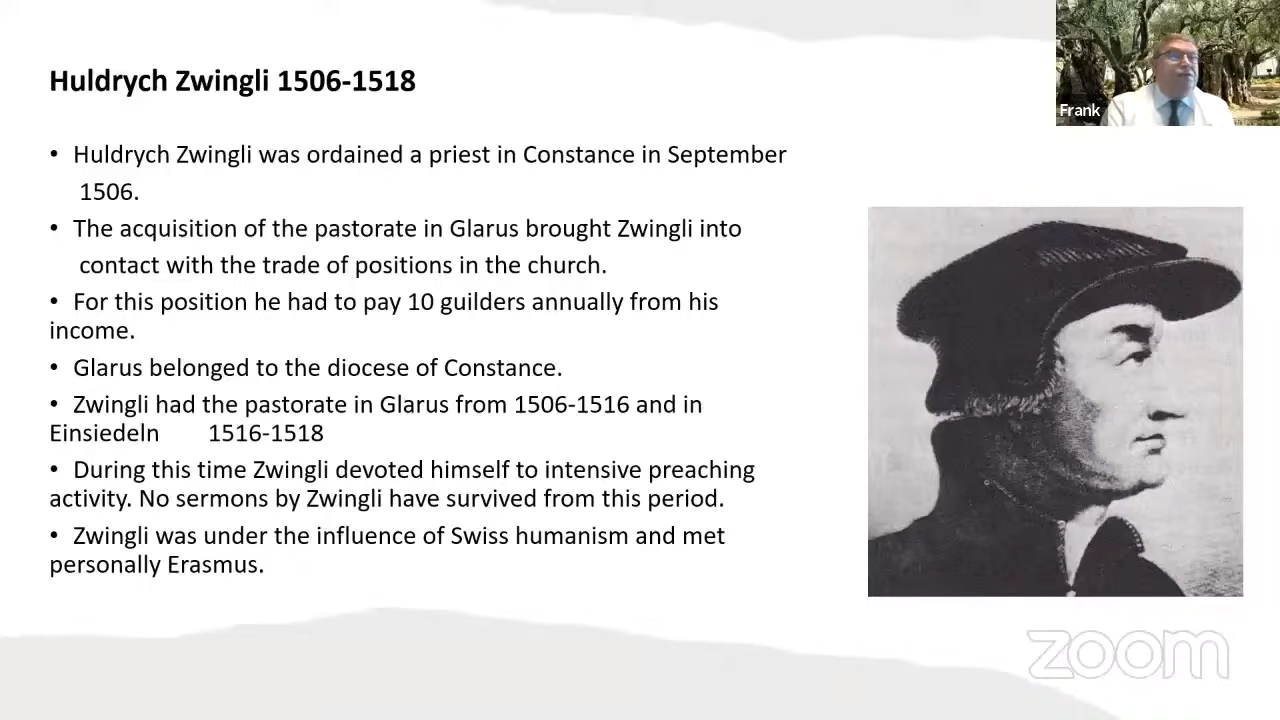 Huldrych Zwingli 1506-1518
Frank
• Huldrych Zwingli was ordained a priest in Constance in September
1506.
• The acquisition of the pastorate in Glarus brought Zwingli into
contact with the trade of positions in the church.
• For this position he had to pay 10 guilders annually from his
income.
• Glarus belonged to the diocese of Constance.
• Zwingli had the pastorate in Glarus from 1506-1516 and in
Einsiedeln 1516-1518
• During this time Zwingli devoted himself to intensive preaching
activity. No sermons by Zwingli have survived from this period.
• Zwingli was under the influence of Swiss humanism and met
personally Erasmus.
zoom